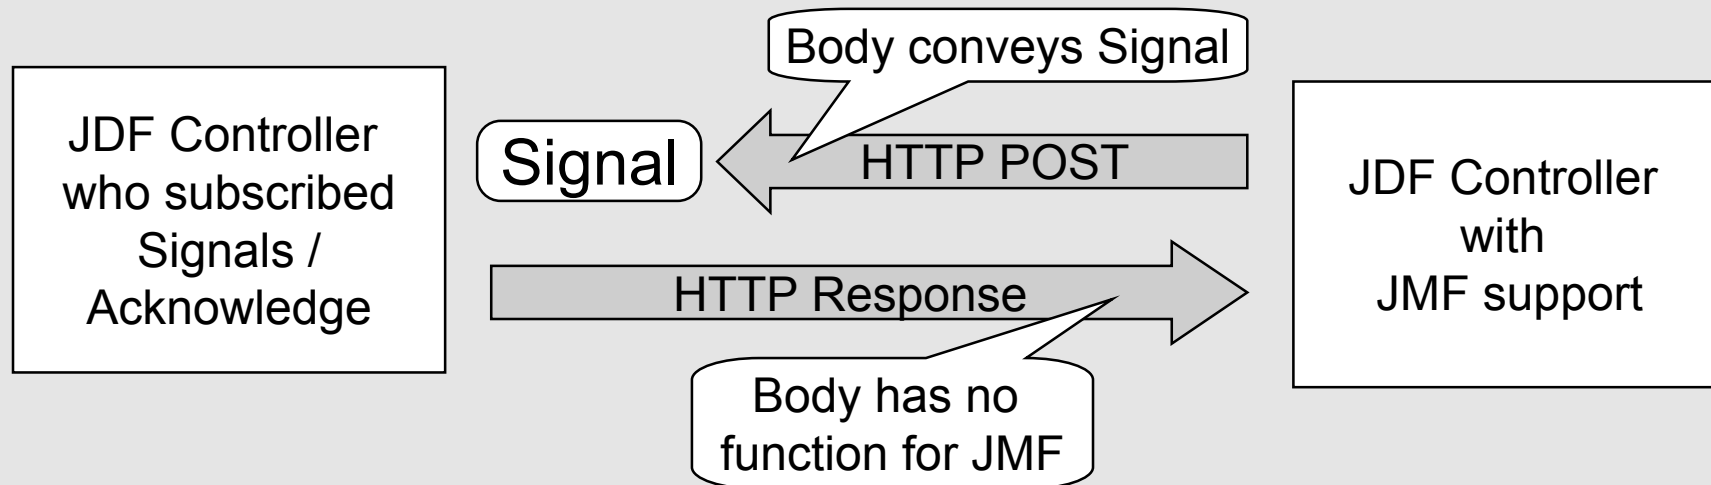 Body conveys Signal
JDF Controller
who subscribed
Signals /
Acknowledge
Signal
HTTP POST
HTTP Response
JDF Controller
with
JMF support
Body has no
function for JMF